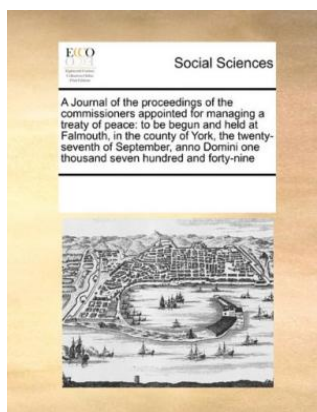 ECCO
Social Sciences
A Journal of the proceedings of the
commissioners appointed for managing a
treaty of peace: to be begun and held at
Falmouth, in the county of York, the twenty-
seventh of September, anno Domini one
thousand seven hundred and forty-nine